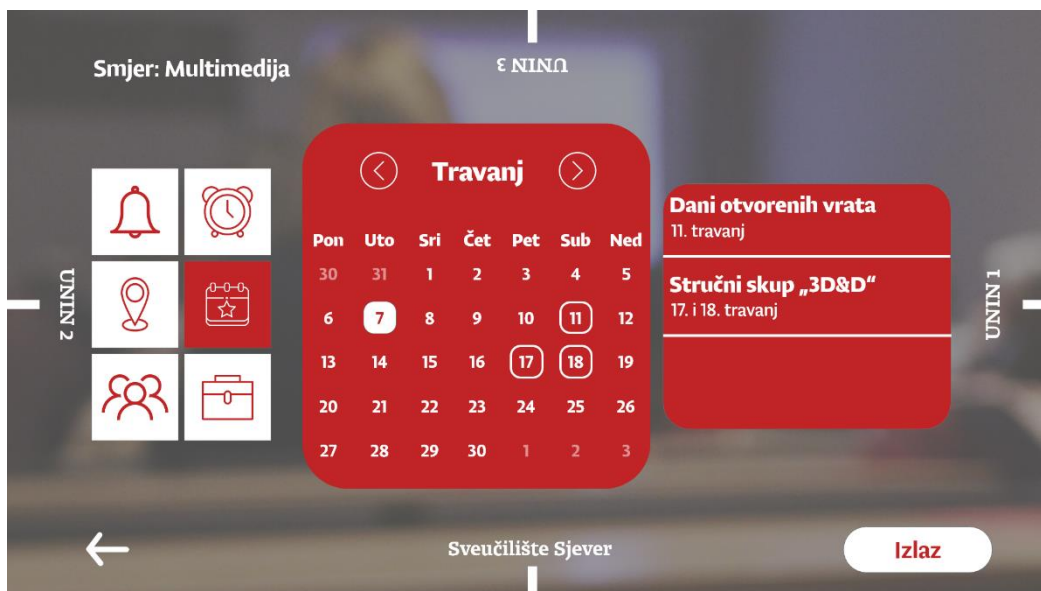 Smjer: Multimedija
UNIN 3
UNIN 2
Travanj
Pon Uto Sri Čet Pet Sub Ned
30 31 1 2 3 4 5
6 7 8 9 10 11 12
13 14 15 16 17 18 19
20 21 22 23 24 25 26
27 28 29 30 1 2 3
Dani otvorenih vrata
11. travanj
Stručni skup „3D&D“
17. i 18. travanj
UNIN 1
Sveučilište Sjever
Izlaz